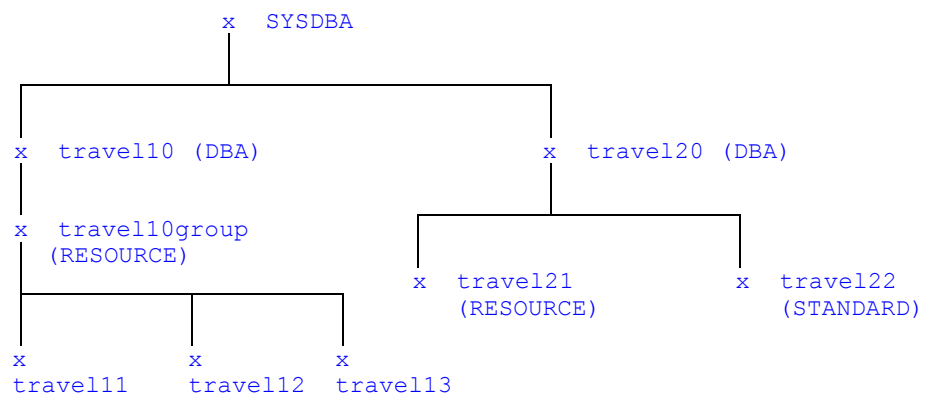 x SYSDBA
x travel10 (DBA)
x travel20 (DBA)
x travel10group
(RESOURCE)
x travel21
(RESOURCE)
x travel22
(STANDARD)
x
travel11
x
travel12
x
travel13